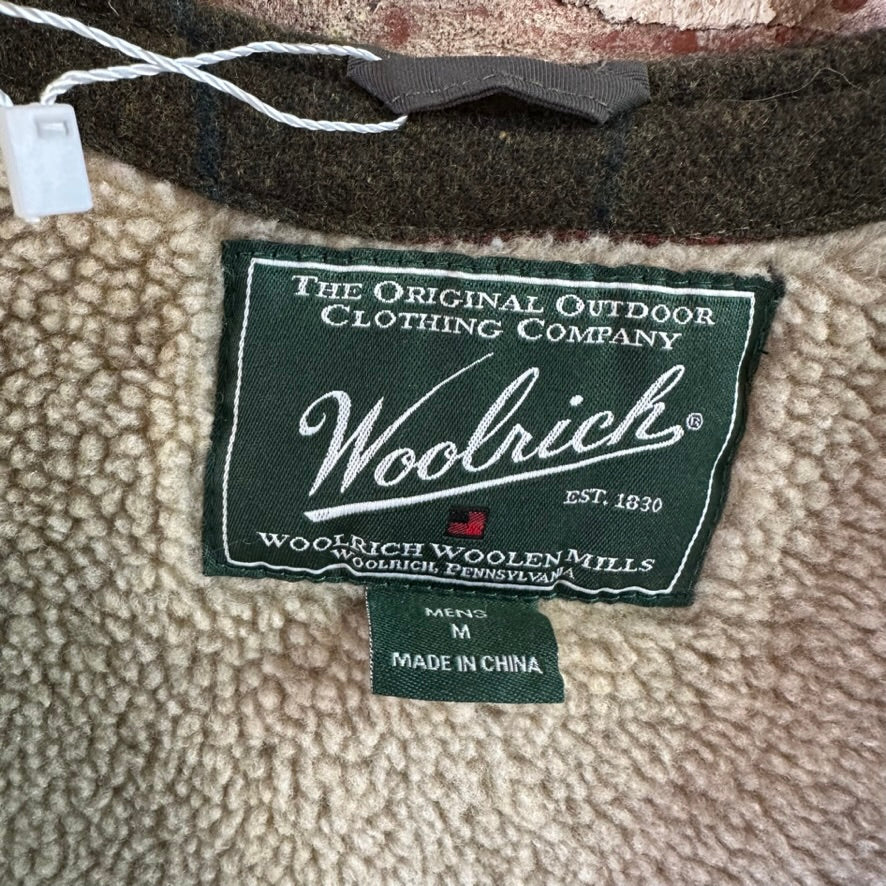 THE ORIGINAL OUTDOOR
CLOTHING COMPANY
Woolrich®
EST. 1830
WOOLRICH WOOLEN MILLS
WOOLRICH, PENNSYLVANIA
MENS
M
MADE IN CHINA